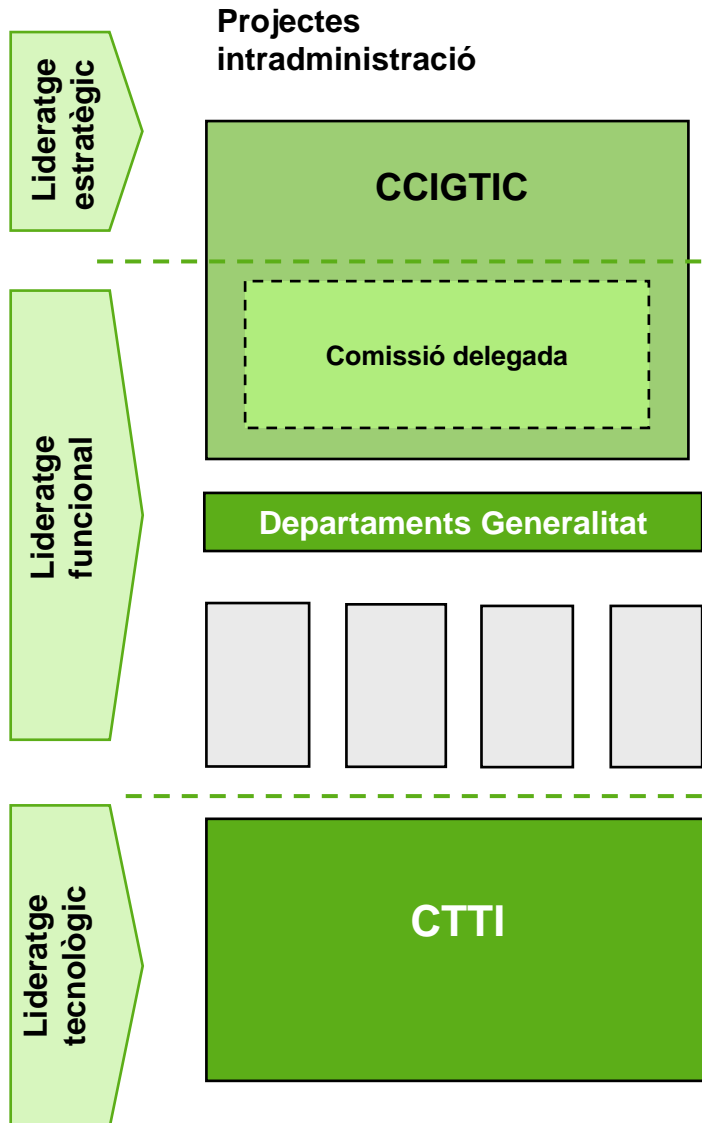 Projectes
intradministració
Lideratge
estratègic
CCIGTIC
Comissió delegada
Lideratge
funcional
Departaments Generalitat
Lideratge
tecnològic
CTTI